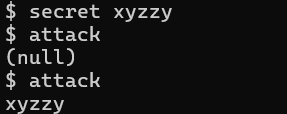 $ secret xyzzy
$ attack
(null)
$ attack
xyzzy